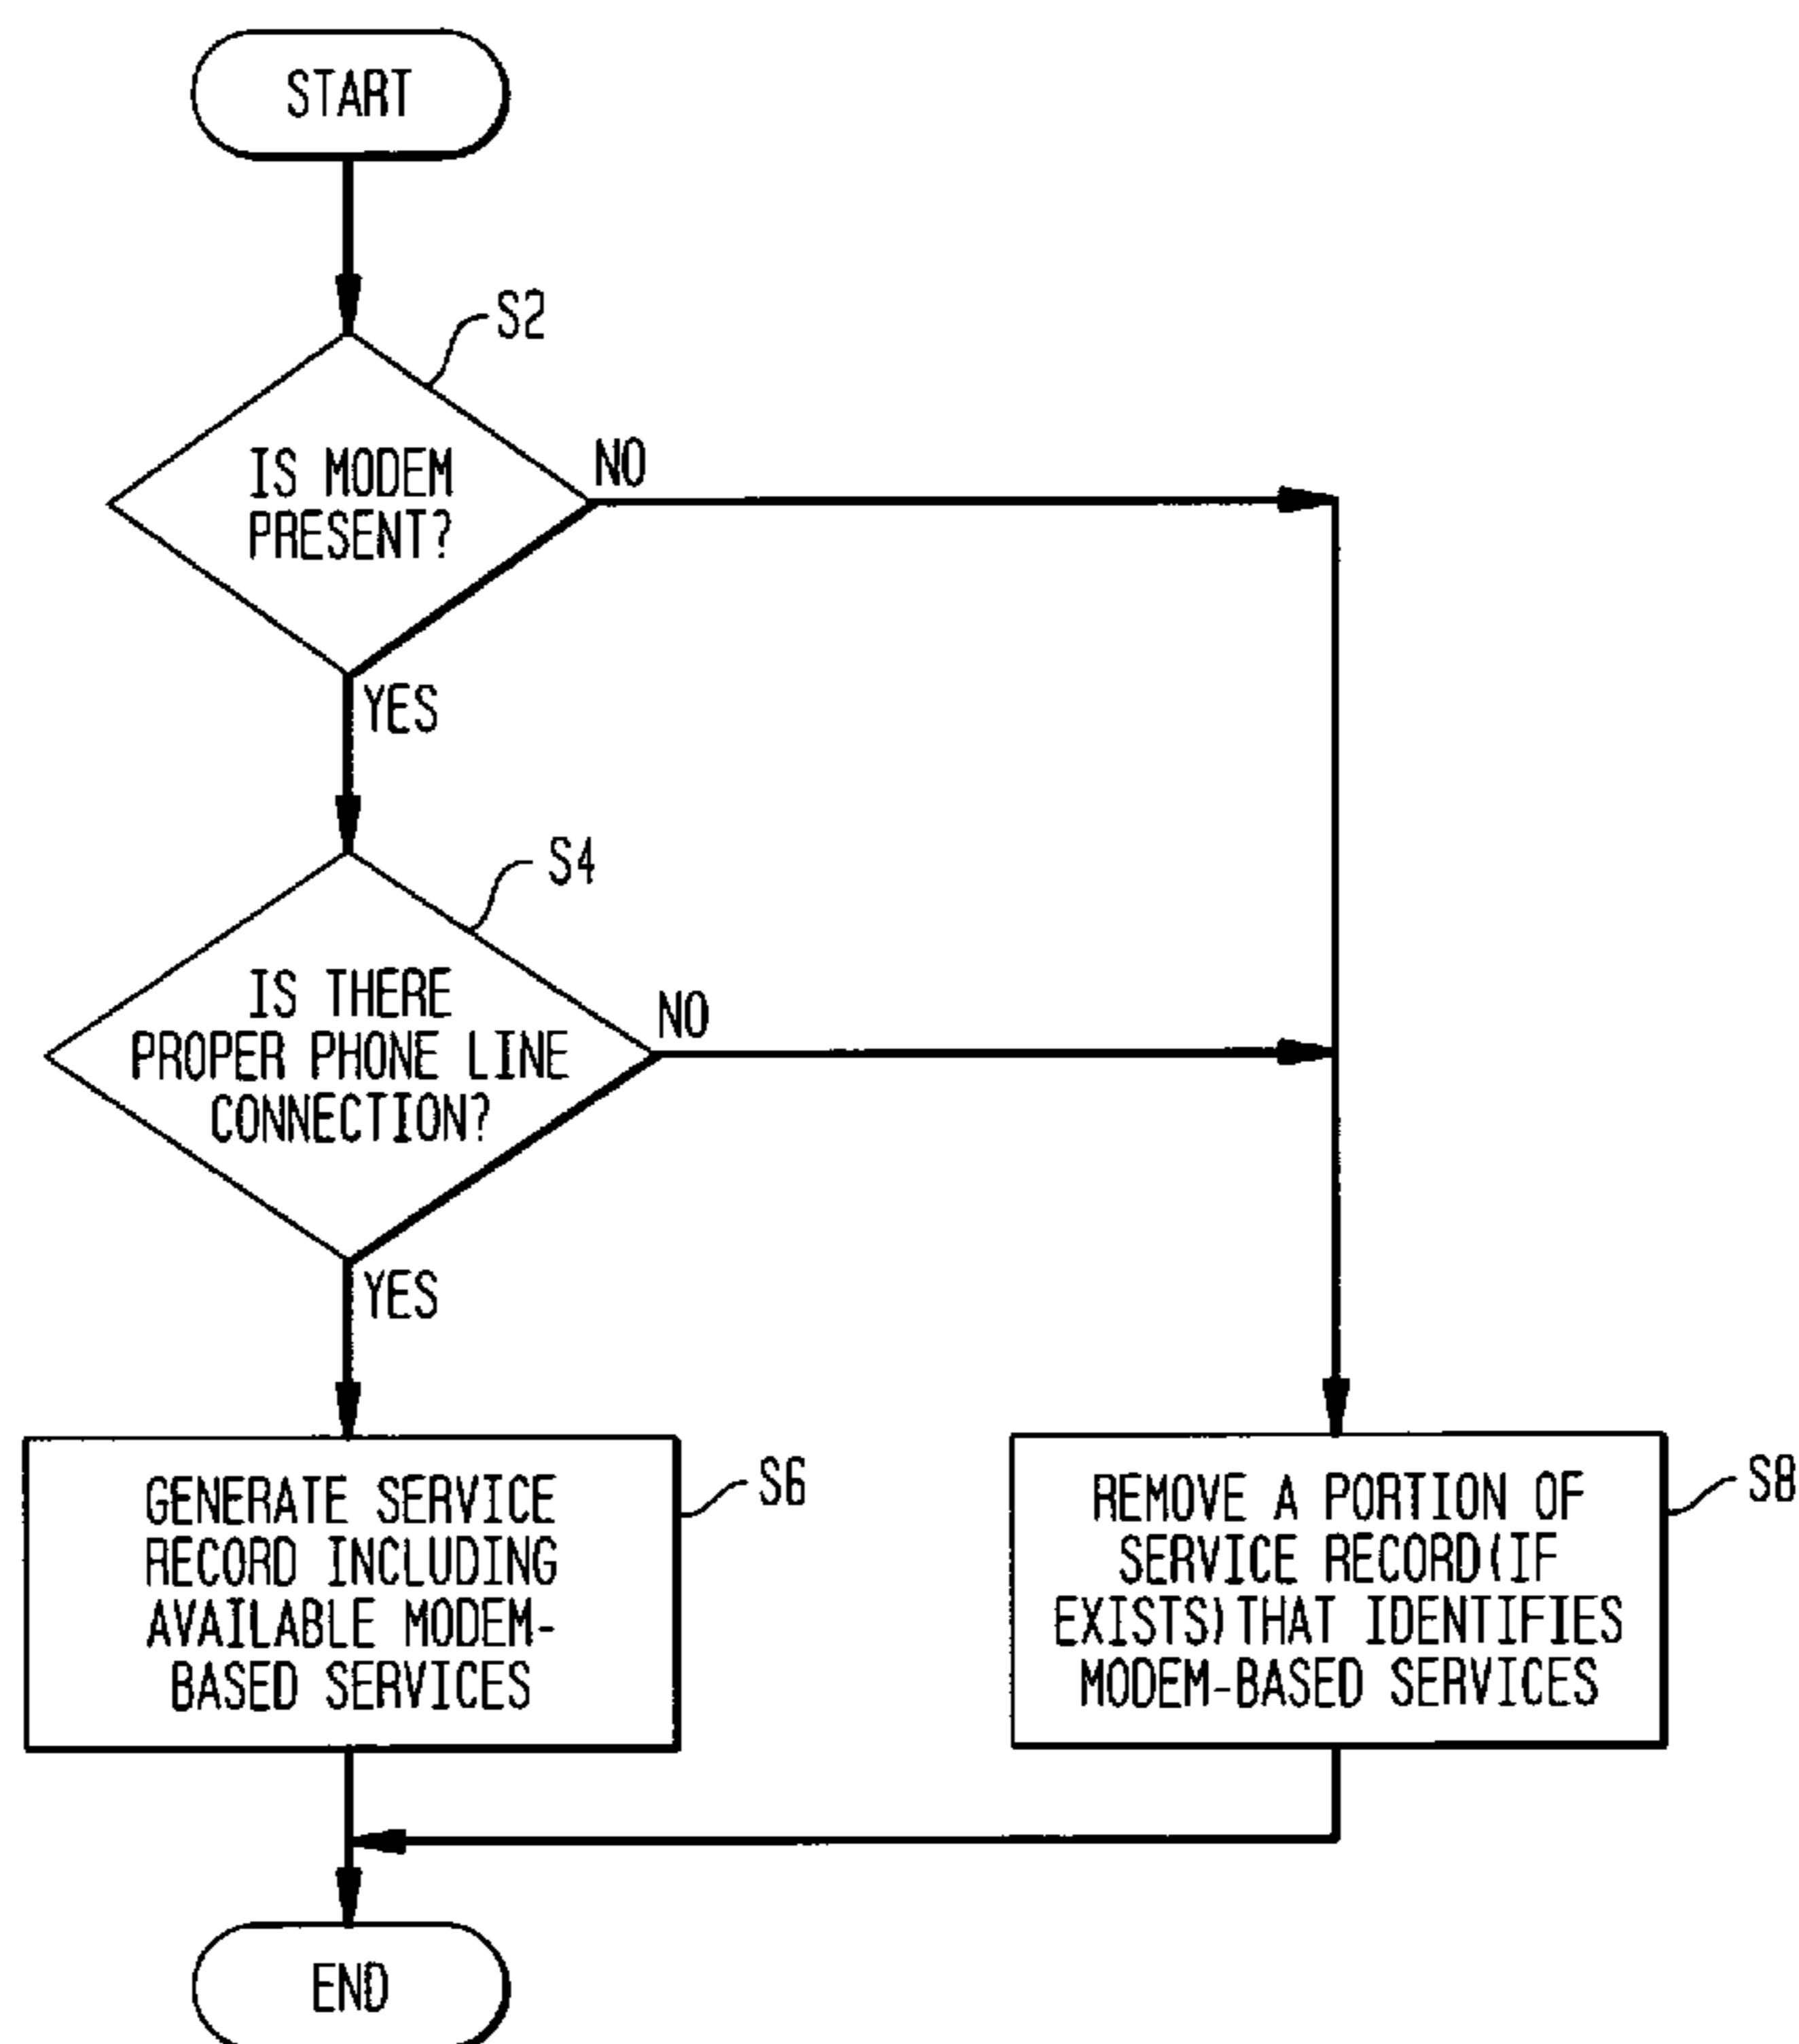 START
S2
IS MODEM
PRESENT?
NO
YES
S4
IS THERE
PROPER PHONE LINE
CONNECTION?
NO
YES
GENERATE SERVICE
RECORD INCLUDING
AVAILABLE MODEM-
BASED SERVICES
S6
REMOVE A PORTION OF
SERVICE RECORD(IF
EXISTS)THAT IDENTIFIES
MODEM-BASED SERVICES
S8
END